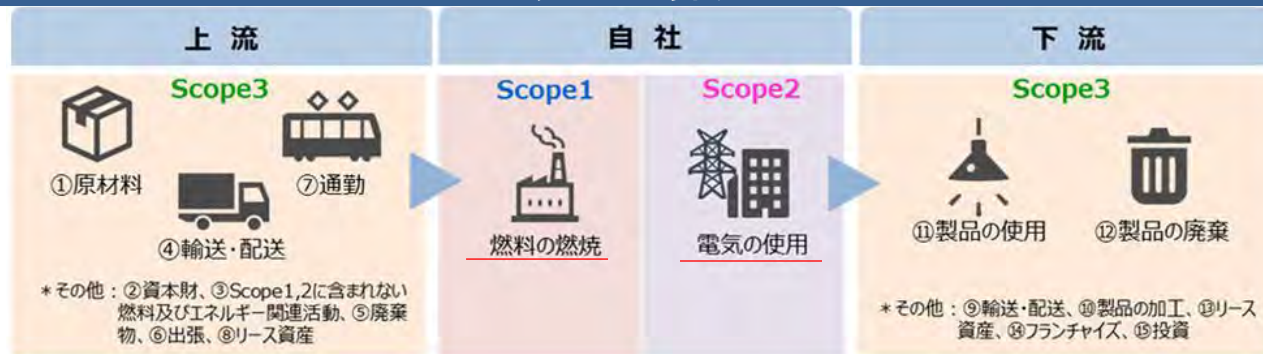 上流
自社
下流
Scope3
①原材料
⑦通勤
④輸送・配送
*その他：②資本財、③Scope1,2に含まれない
燃料及びエネルギー関連活動、⑤廃棄
物、⑥出張、⑧リース資産
Scope1
燃料の燃焼
Scope2
電気の使用
Scope3
⑪製品の使用
⑫製品の廃棄
*その他：⑨輸送・配送、⑩製品の加工、⑬リース
資産、⑭フランチャイズ、⑮投資